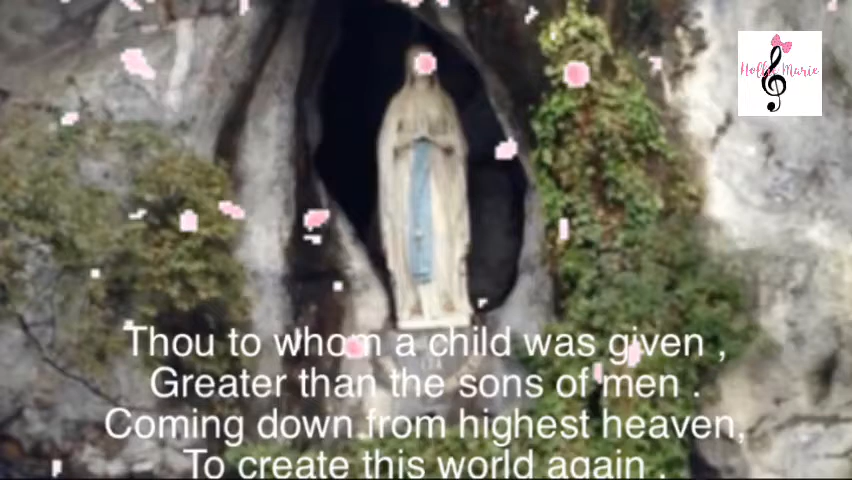 Hollie Marie
Thou to whom a child was given ,
Greater than the sons of men .
Coming down from highest heaven,
To create this world again .